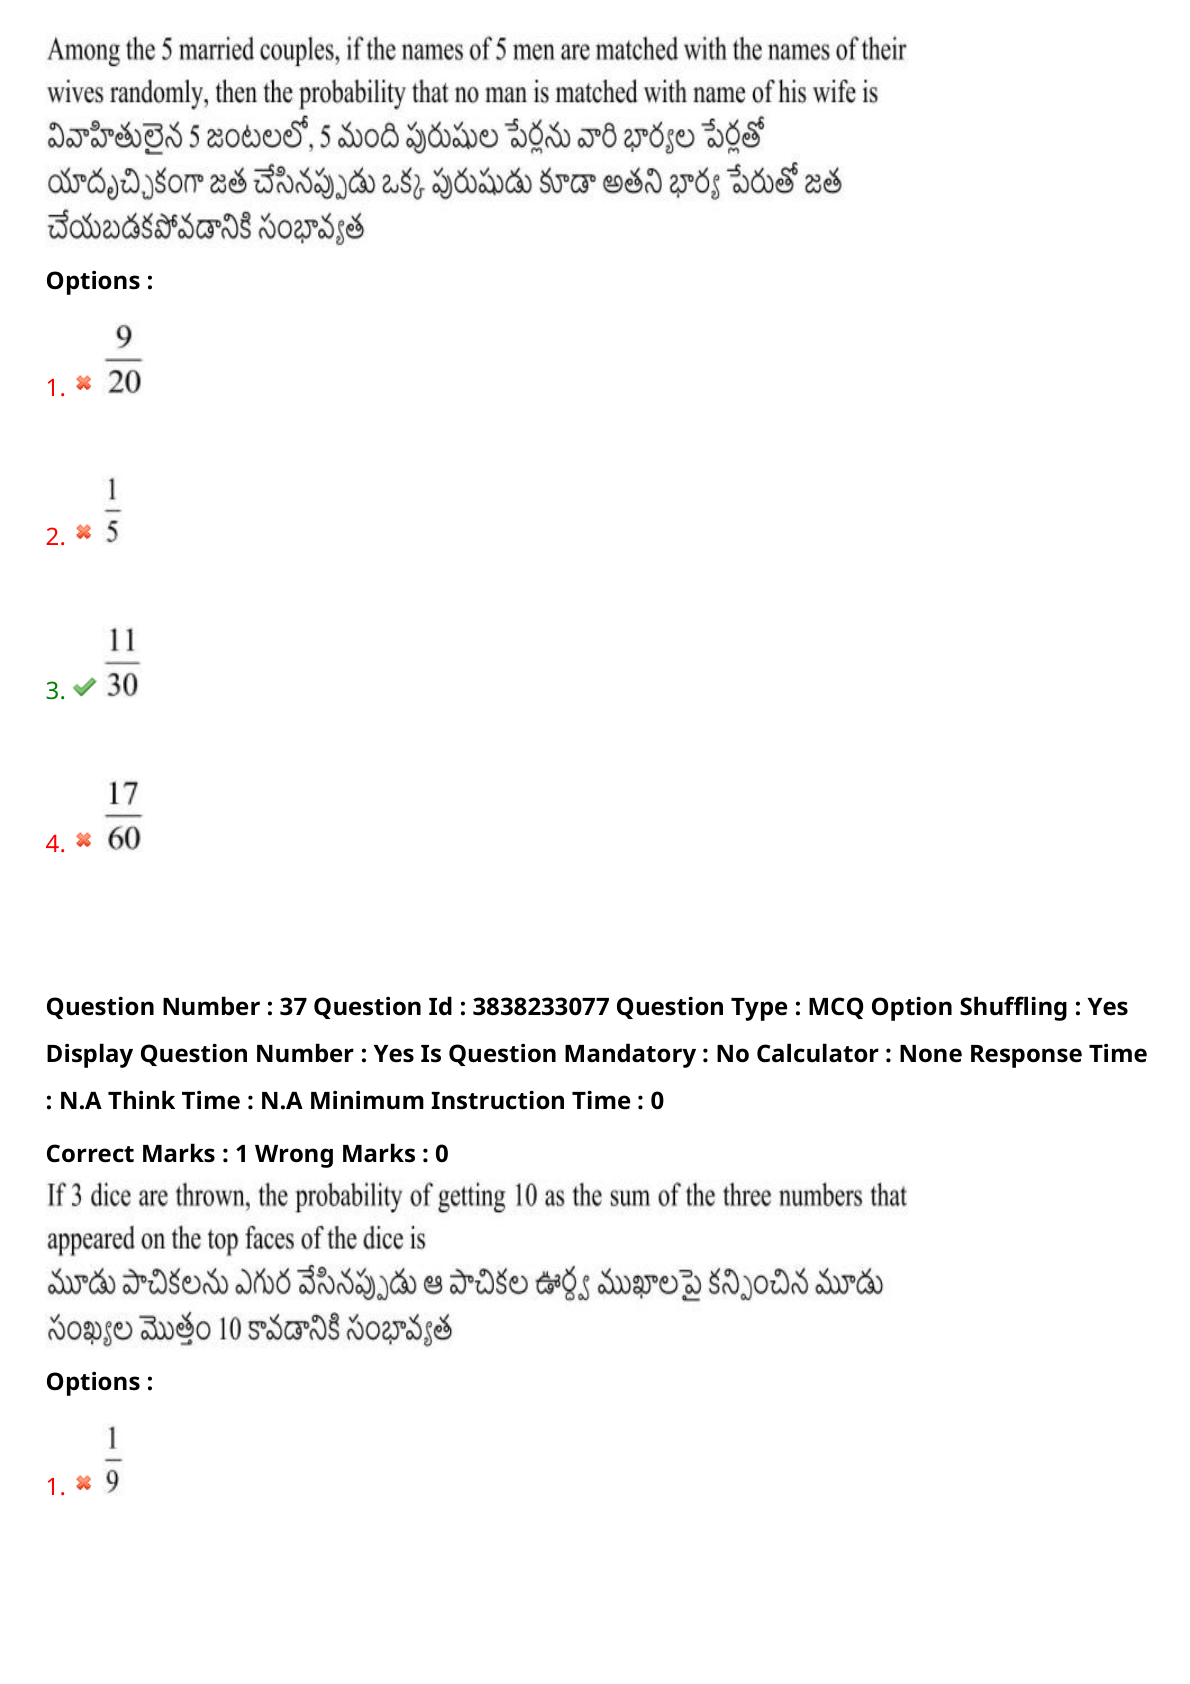 Among the 5 married couples, if the names of 5 men are matched with the names of their
wives randomly, then the probability that no man is matched with name of his wife is
వివాహితులైన 5 జంటలలో, 5 మంది పురుషుల పేర్లను వారి భార్యల పేర్లతో
యాదృచ్ఛికంగా జత చేసినప్పుడు ఒక్క పురుషుడు కూడా అతని భార్య పేరుతో జత
చేయబడకపోవడానికి సంభావ్యత
Options :
1. 9/20
2. 1/5
3. 11/30
4. 17/60
Question Number : 37 Question Id : 3838233077 Question Type : MCQ Option Shuffling : Yes
Display Question Number : Yes Is Question Mandatory : No Calculator : None Response Time
: N.A Think Time : N.A Minimum Instruction Time : 0
Correct Marks : 1 Wrong Marks : 0
If 3 dice are thrown, the probability of getting 10 as the sum of the three numbers that
appeared on the top faces of the dice is
మూడు పాచికలను ఎగుర వేసినప్పుడు ఆ పాచికల ఊర్ధ్వ ముఖాలపై కన్పించిన మూడు
సంఖ్యల మొత్తం 10 కావడానికి సంభావ్యత
Options :
1. 1/9